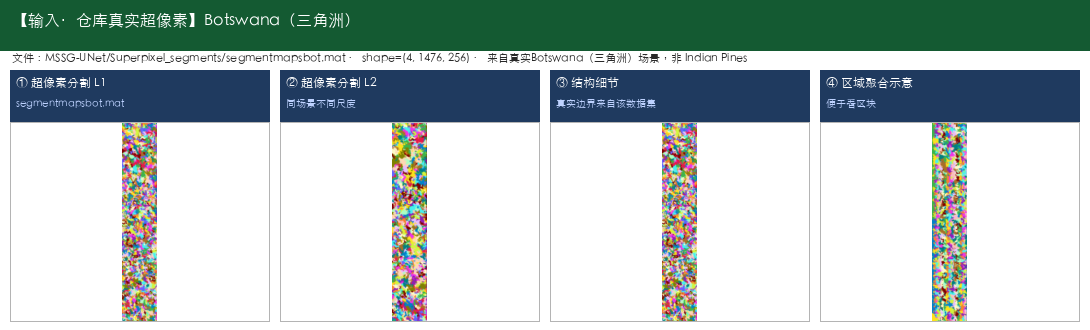 【输入· 仓库真实超像素】Botswana（三角洲）
文件：MSSG-UNet/Superpixel_segments/segmentmapsbot.mat · shape=(4, 1476, 256) · 来自真实Botswana（三角洲）场景，非 Indian Pines
① 超像素分割 L1
segmentmapsbot.mat
② 超像素分割 L2
同场景不同尺度
③ 结构细节
真实边界来自该数据集
④ 区域聚合示意
便于看区块